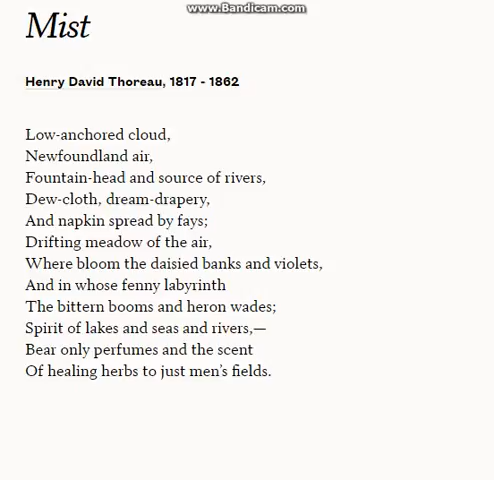 www.Bandicam.com
Mist
Henry David Thoreau, 1817 - 1862
Low-anchored cloud,
Newfoundland air,
Fountain-head and source of rivers,
Dew-cloth, dream-drapery,
And napkin spread by fays;
Drifting meadow of the air,
Where bloom the daisied banks and violets,
And in whose fenny labyrinth
The bittern booms and heron wades;
Spirit of lakes and seas and rivers,—
Bear only perfumes and the scent
Of healing herbs to just men’s fields.